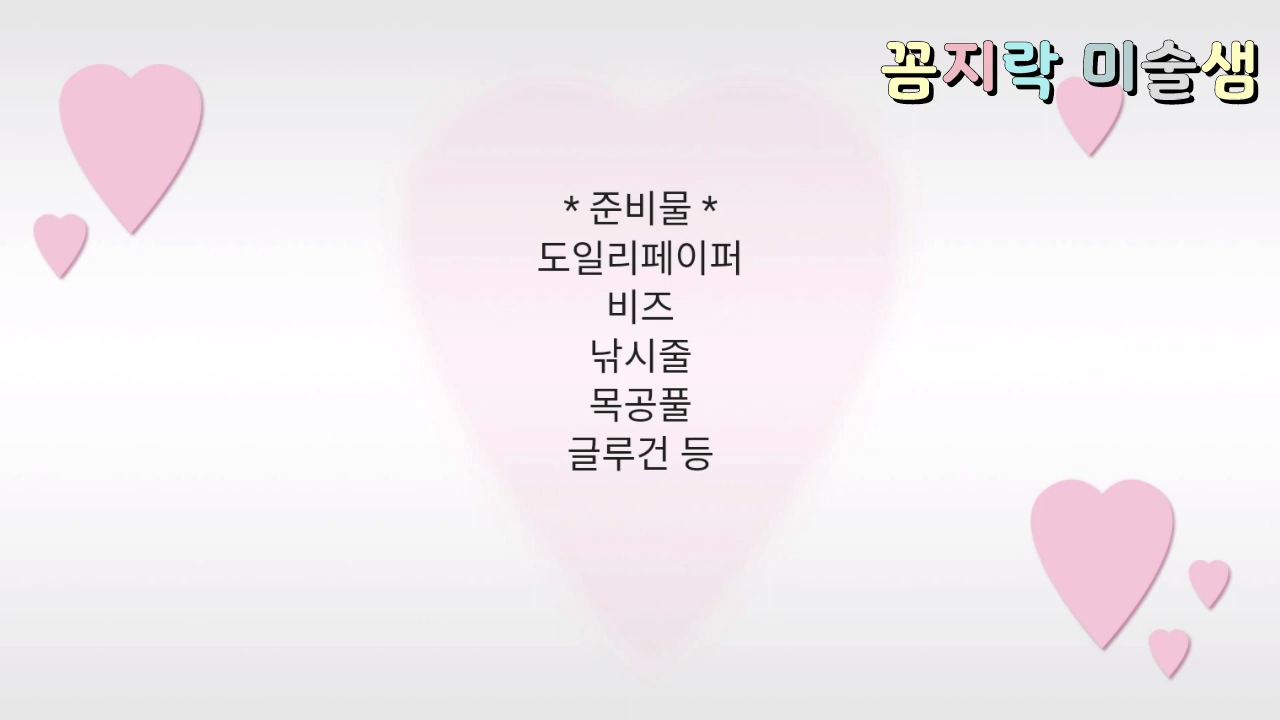 꼼지락 미술샘
* 준비물 *
도일리페이퍼
비즈
낚시줄
목공풀
글루건 등